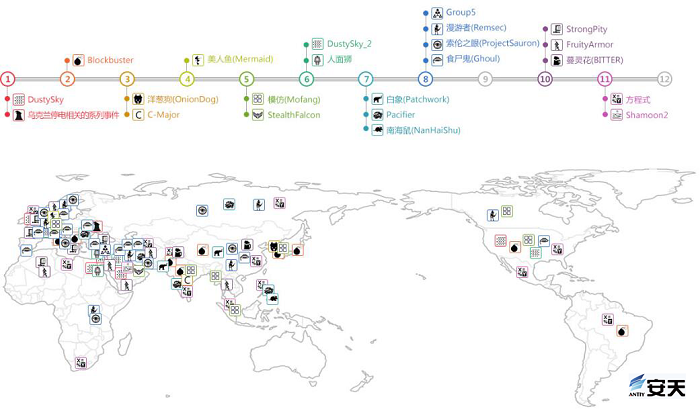 Group5
漫游者(Remsec)
索伦之眼(ProjectSauron)
食尸鬼(Ghoul)
DustySky_2
人面狮
StrongPity
FruityArmor
蔓灵花(BITTER)
Blockbuster
美人鱼(Mermaid)
1 2 3 4 5 6 7 8 9 10 11 12
DustySky
乌克兰停电相关的系列事件
洋葱狗(OnionDog)
C-Major
模仿(Mofang)
StealthFalcon
白象(Patchwork)
Pacifier
南海鼠(NanHaiShu)
方程式
Shamoon2
ANTIY 安天